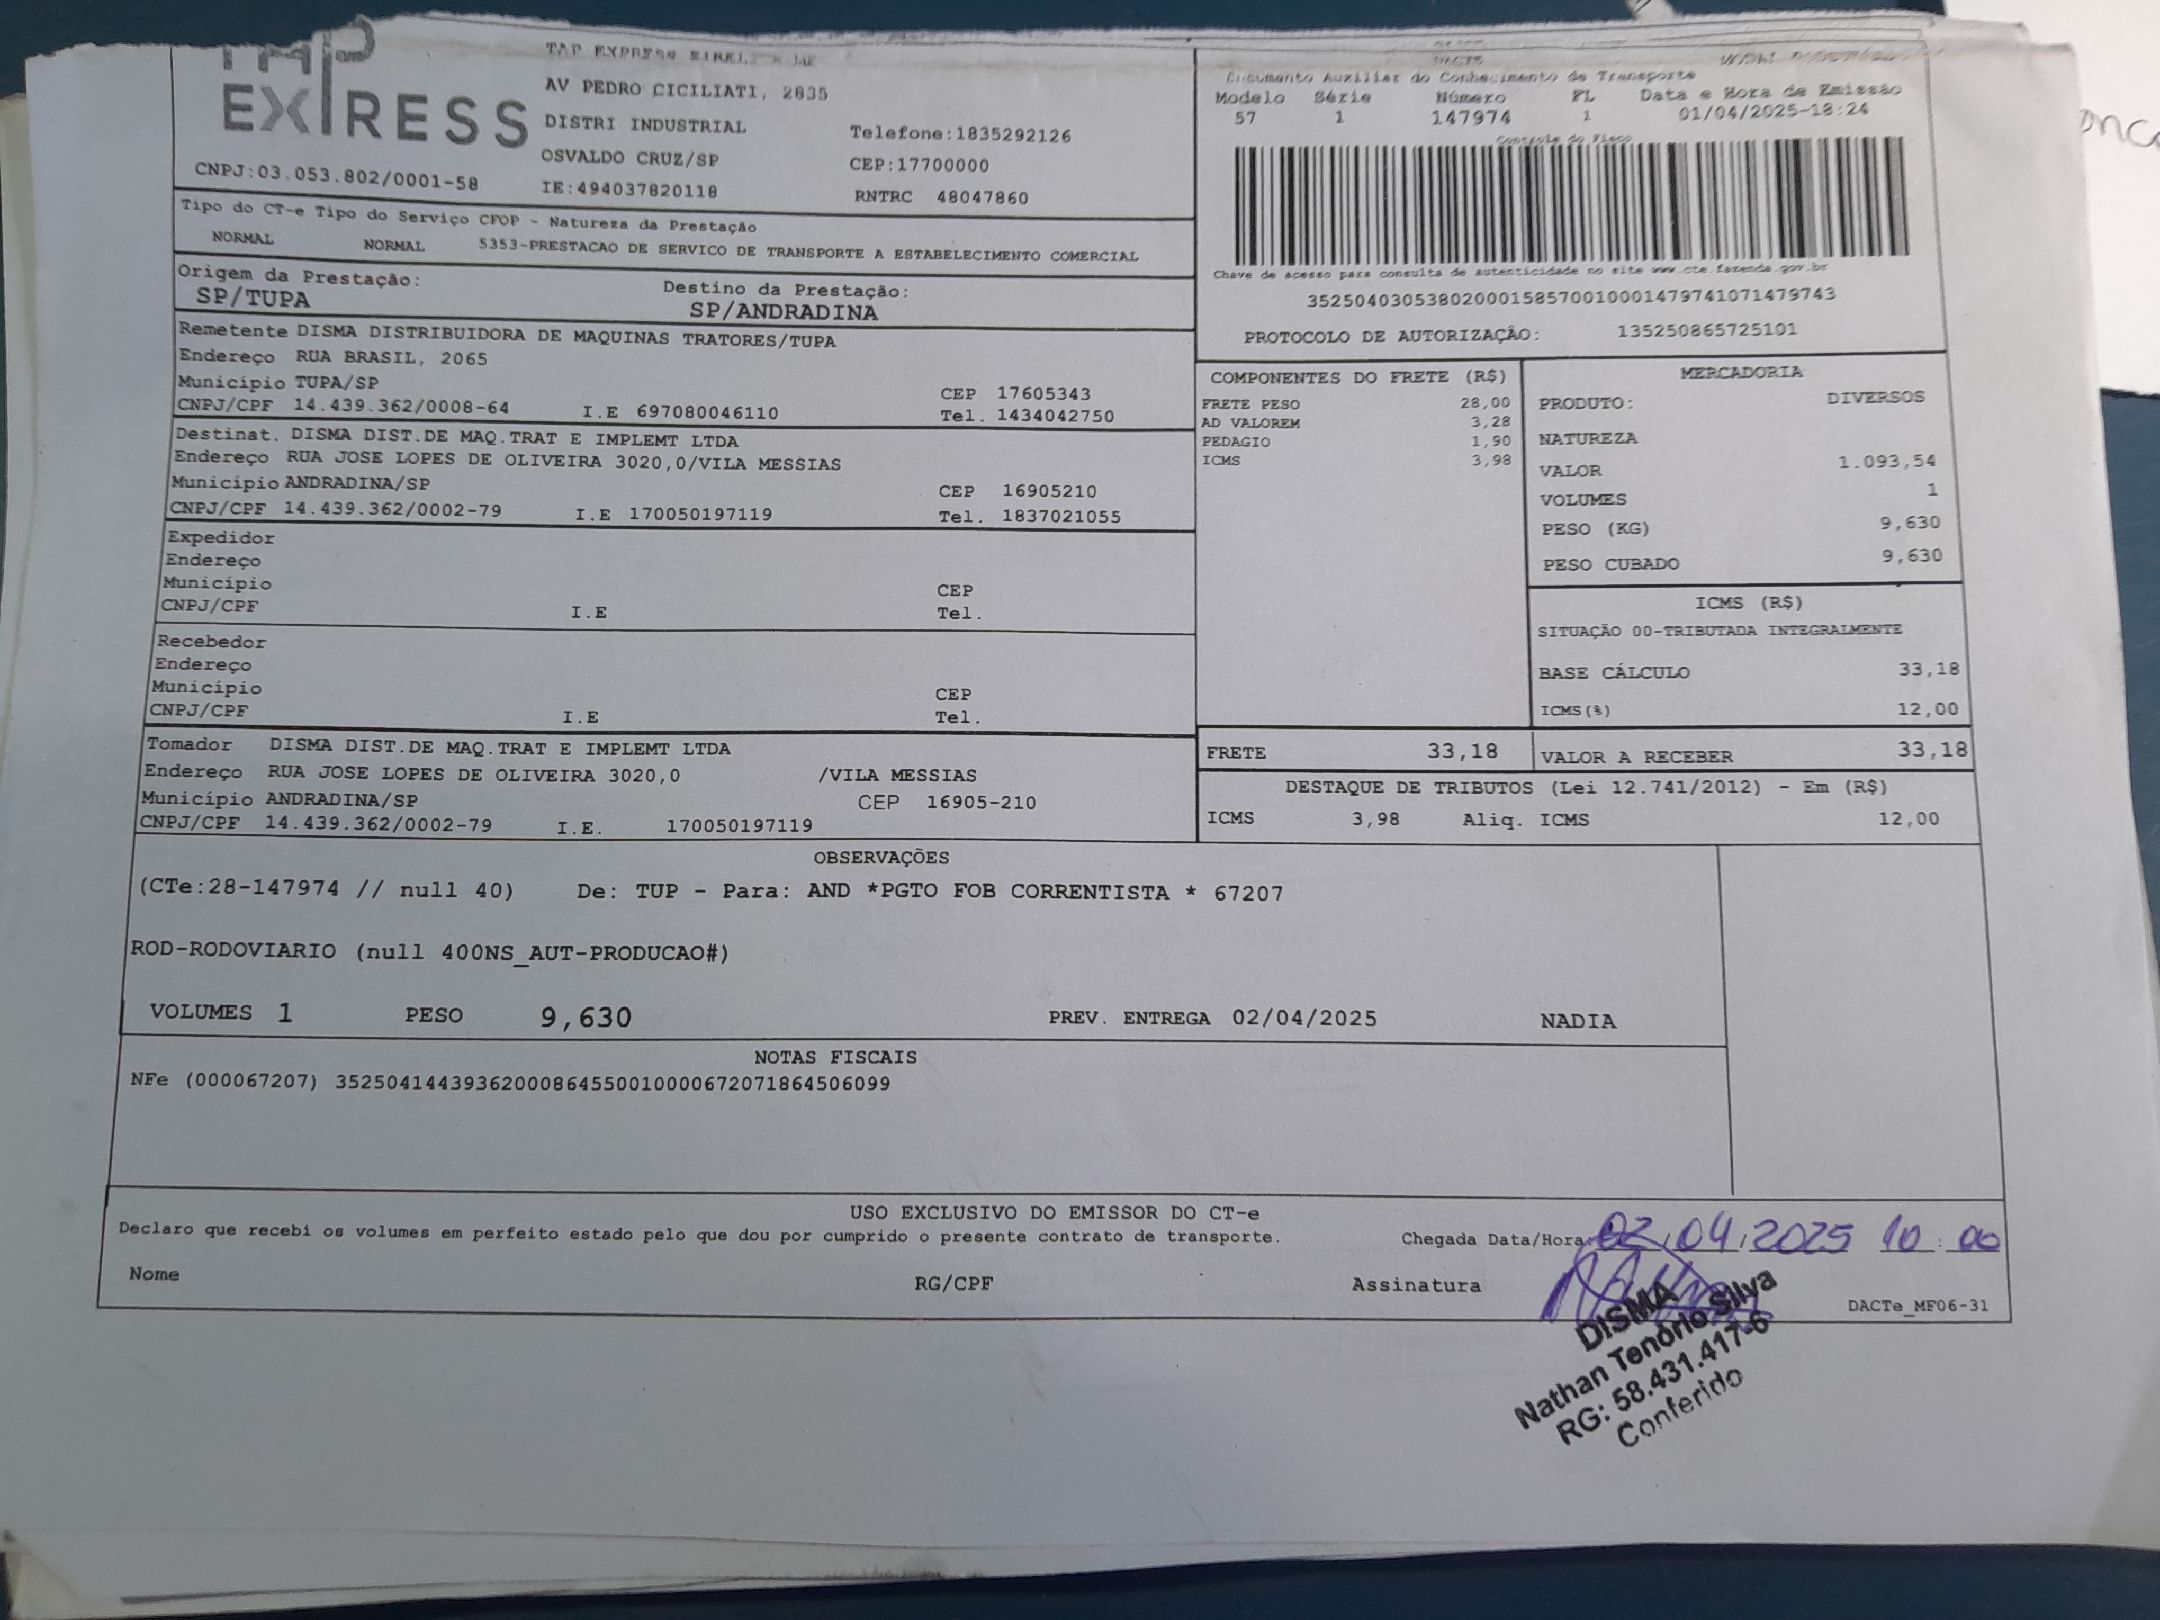 TAP
EXPRESS
CNPJ:03.053.802/0001-58
TAP EXPRESS EIRELI - ME
AV PEDRO CICILIATI, 2835
DISTRI INDUSTRIAL
Telefone:1835292126
OSVALDO CRUZ/SP
CEP:17700000
IE:494037820118
RNTRC 48047860
DACTE
Documento Auxiliar do Conhecimento de Transporte
Modelo Série Número FL Data e Hora de Emissão
57 1 147974 1 01/04/2025-18:24
Controle do Fisco
Chave de acesso para consulta de autenticidade no site www.cte.fazenda.gov.br
35250403053802000158570010001479741071479743
PROTOCOLO DE AUTORIZAÇÃO: 135250865725101
Tipo do CT-e Tipo do Serviço CFOP - Natureza da Prestação
NORMAL NORMAL 5353-PRESTACAO DE SERVICO DE TRANSPORTE A ESTABELECIMENTO COMERCIAL
Origem da Prestação: Destino da Prestação:
SP/TUPA SP/ANDRADINA
Remetente DISMA DISTRIBUIDORA DE MAQUINAS TRATORES/TUPA
Endereço RUA BRASIL, 2065
Município TUPA/SP CEP 17605343
CNPJ/CPF 14.439.362/0008-64 I.E 697080046110 Tel. 1434042750
Destinat. DISMA DIST.DE MAQ.TRAT E IMPLEMT LTDA
Endereço RUA JOSE LOPES DE OLIVEIRA 3020,0/VILA MESSIAS
Município ANDRADINA/SP CEP 16905210
CNPJ/CPF 14.439.362/0002-79 I.E 170050197119 Tel. 1837021055
Expedidor
Endereço
Município CEP
CNPJ/CPF I.E Tel.
Recebedor
Endereço
Município CEP
CNPJ/CPF I.E Tel.
Tomador DISMA DIST.DE MAQ.TRAT E IMPLEMT LTDA
Endereço RUA JOSE LOPES DE OLIVEIRA 3020,0 /VILA MESSIAS
Município ANDRADINA/SP CEP 16905-210
CNPJ/CPF 14.439.362/0002-79 I.E. 170050197119
COMPONENTES DO FRETE (R$)
FRETE PESO 28,00
AD VALOREM 3,28
PEDAGIO 1,90
ICMS 3,98
MERCADORIA
PRODUTO: DIVERSOS
NATUREZA
VALOR 1.093,54
VOLUMES 1
PESO (KG) 9,630
PESO CUBADO 9,630
ICMS (R$)
SITUAÇÃO 00-TRIBUTADA INTEGRALMENTE
BASE CÁLCULO 33,18
ICMS(%) 12,00
FRETE 33,18 VALOR A RECEBER 33,18
DESTAQUE DE TRIBUTOS (Lei 12.741/2012) - Em (R$)
ICMS 3,98 Aliq. ICMS 12,00
OBSERVAÇÕES
(CTe:28-147974 // null 40) De: TUP - Para: AND *PGTO FOB CORRENTISTA * 67207
ROD-RODOVIARIO (null 400NS_AUT-PRODUCAO#)
VOLUMES 1 PESO 9,630 PREV. ENTREGA 02/04/2025 NADIA
NOTAS FISCAIS
NFe (000067207) 35250414439362000864550010000672071864506099
USO EXCLUSIVO DO EMISSOR DO CT-e
Declaro que recebi os volumes em perfeito estado pelo que dou por cumprido o presente contrato de transporte.
Chegada Data/Hora: 02/04/2025 10:00
Nome RG/CPF Assinatura
DACTe_MF06-31
DISMA
Nathan Tenório Silva
RG: 58.431.417-6
Conferido